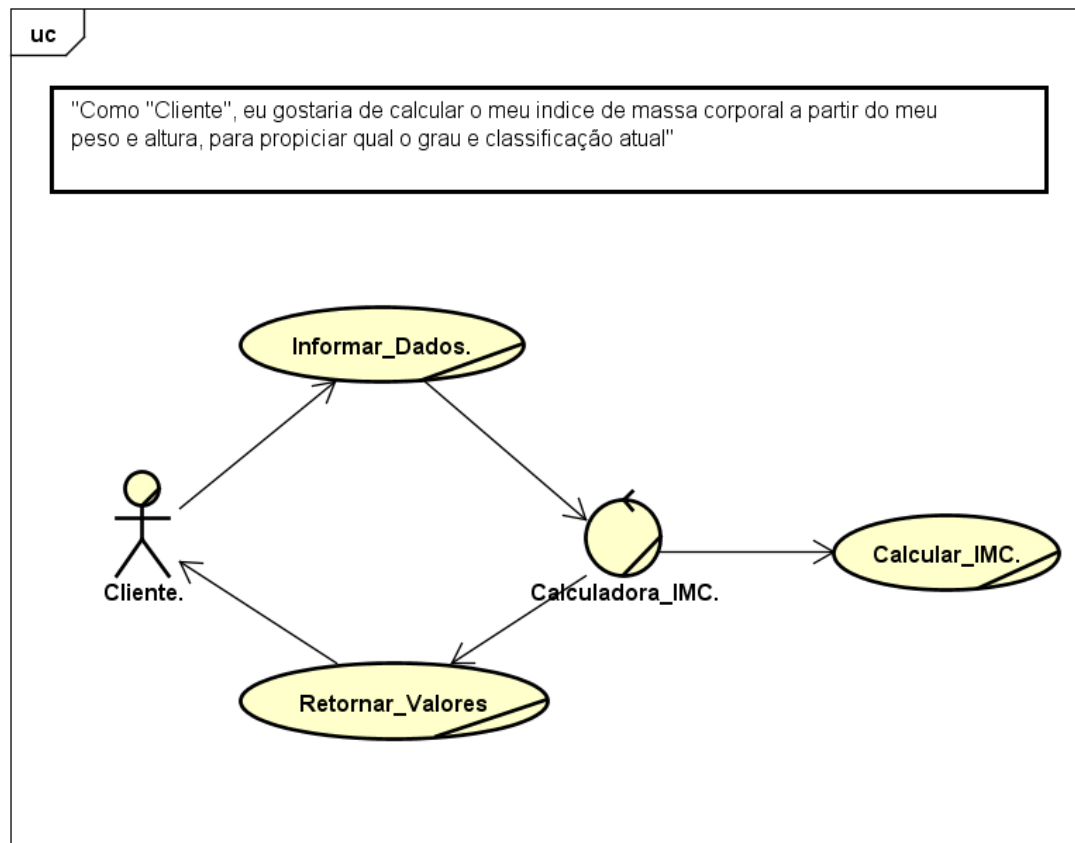 uc
"Como "Cliente", eu gostaria de calcular o meu indice de massa corporal a partir do meu
peso e altura, para propiciar qual o grau e classificação atual"
Informar_Dados.
Cliente.
Calculadora_IMC.
Calcular_IMC.
Retornar_Valores